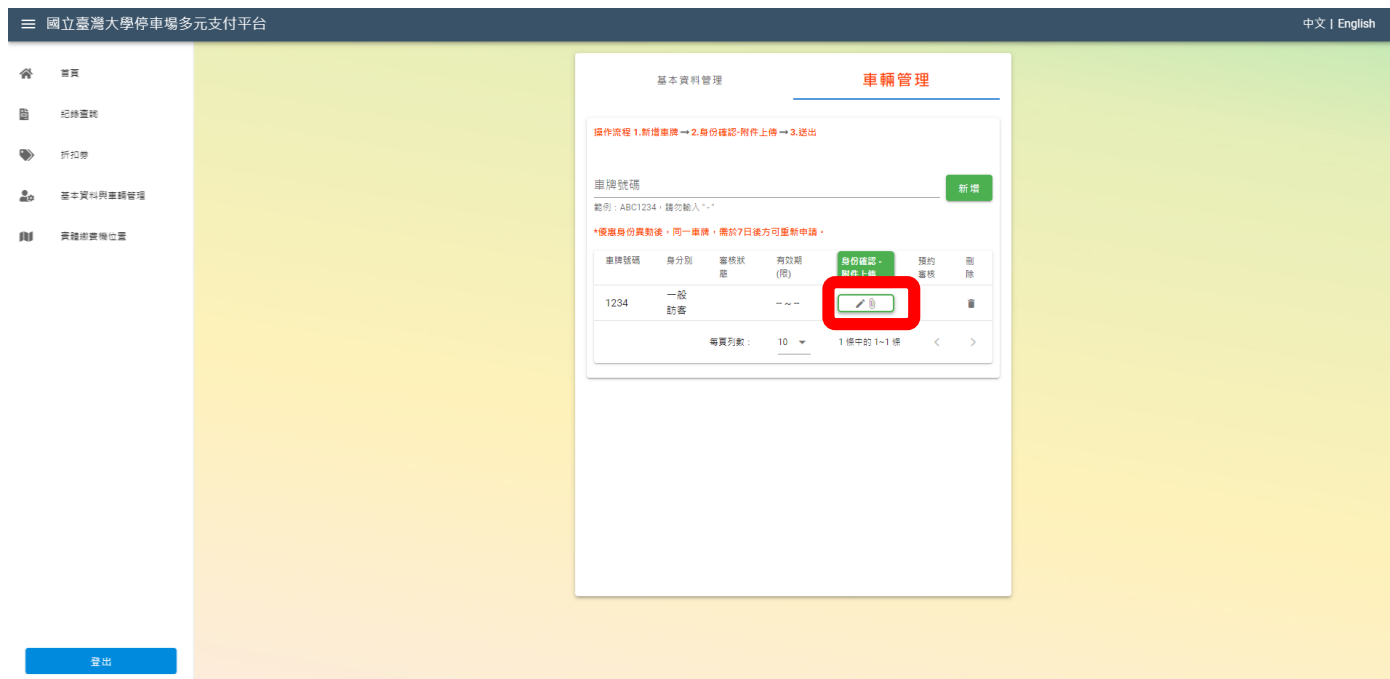 國立臺灣大學停車場多元支付平台
中文 | English
首頁
紀錄查詢
折扣券
基本資料與車輛管理
實體繳費機位置
登出
基本資料管理
車輛管理
操作流程 1.新增車牌➞2.身份確認-附件上傳➞3.送出
車牌號碼
新增
範例：ABC1234，請勿輸入"-"
*優惠身份異動後，同一車牌，需於7日後方可重新申請。
車牌號碼 身分別 審核狀態 有效期(限) 身份確認-附件上傳 預約審核 刪除
1234 一般訪客 -- ~ --
每頁列數： 10 1 條中的 1~1 條